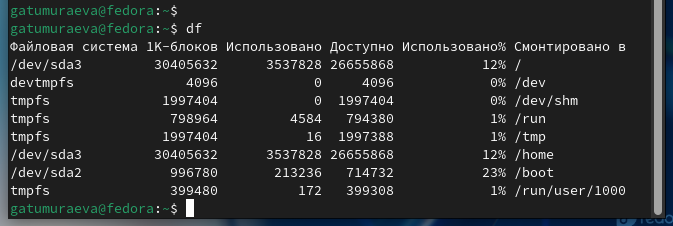 gatumuraeva@fedora:~$
gatumuraeva@fedora:~$ df
Файловая система 1K-блоков Использовано Доступно Использовано% Смонтировано в
/dev/sda3 30405632 3537828 26655868 12% /
devtmpfs 4096 0 4096 0% /dev
tmpfs 1997404 0 1997404 0% /dev/shm
tmpfs 798964 4584 794380 1% /run
tmpfs 1997404 16 1997388 1% /tmp
/dev/sda3 30405632 3537828 26655868 12% /home
/dev/sda2 996780 213236 714732 23% /boot
tmpfs 399480 172 399308 1% /run/user/1000
gatumuraeva@fedora:~$